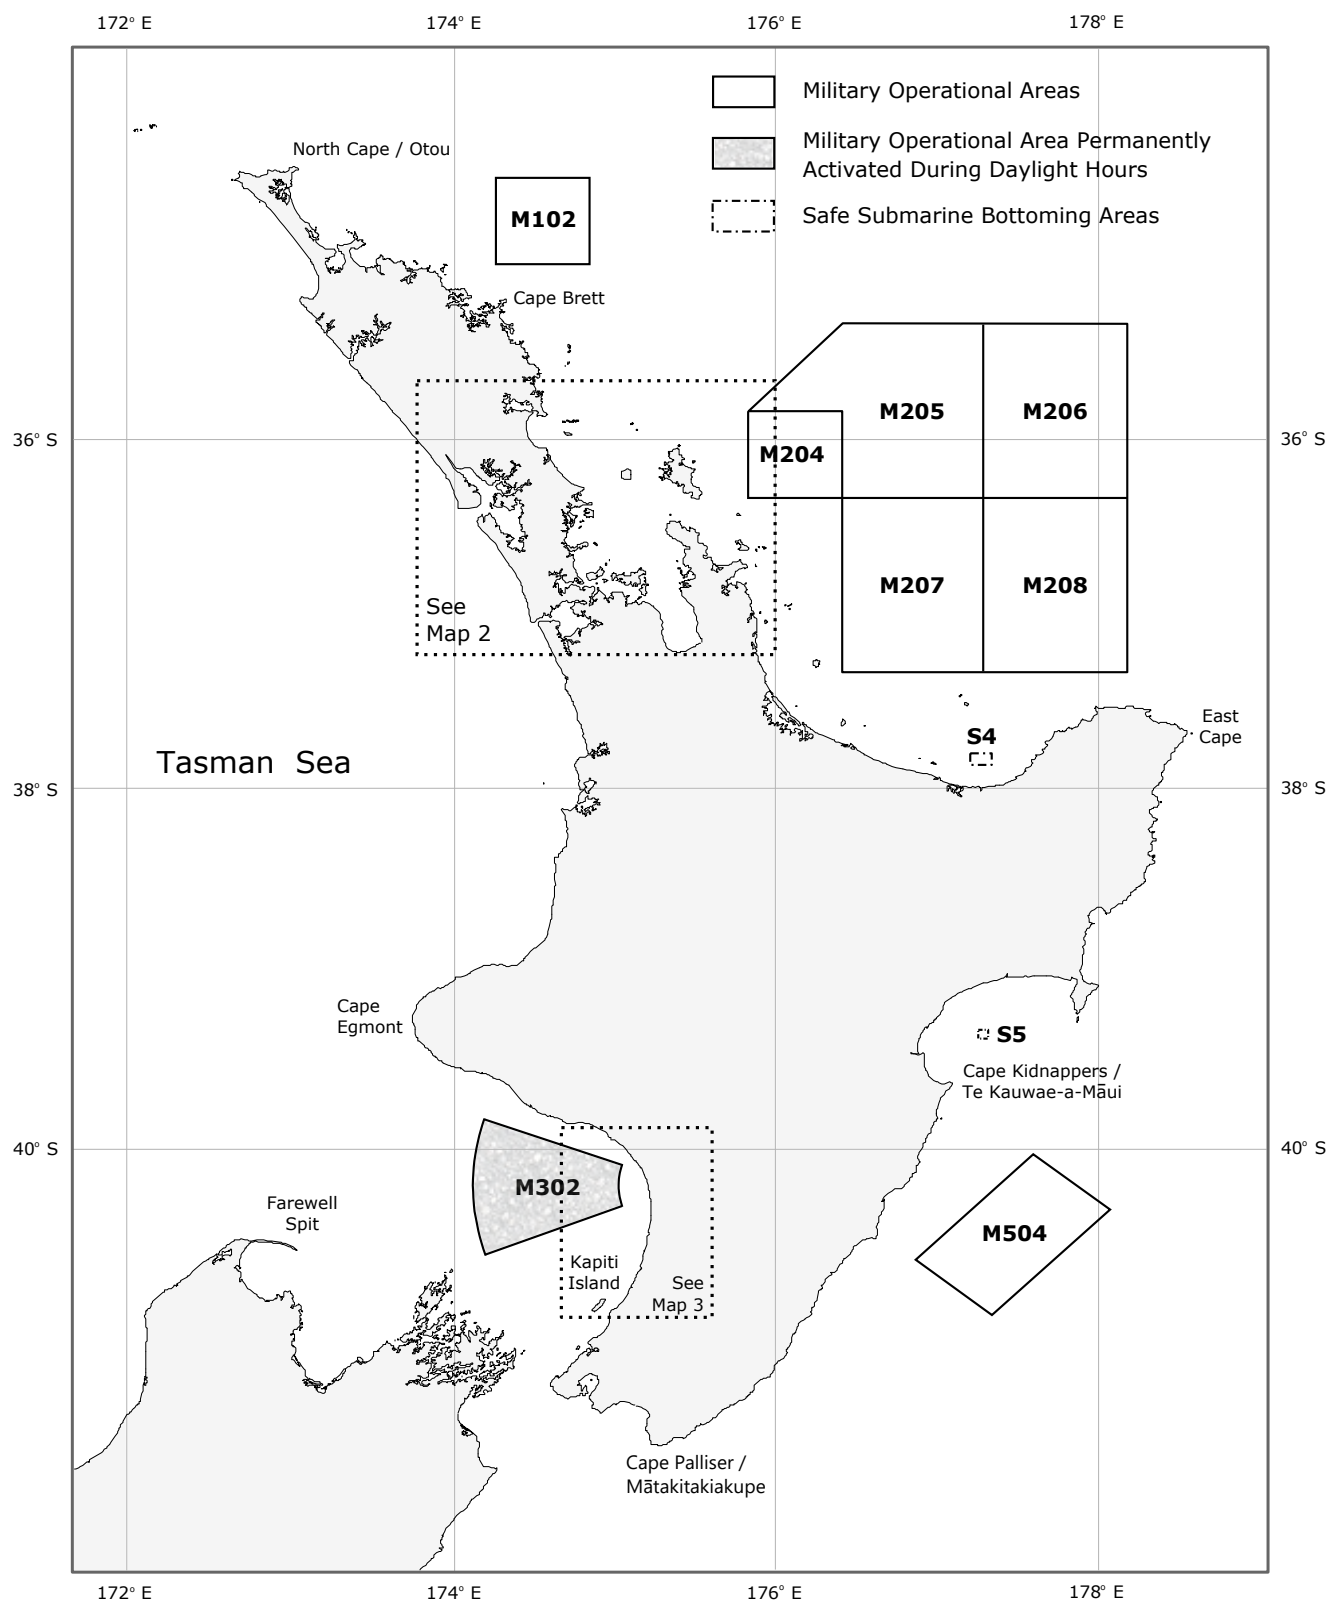 172° E 174° E 176° E 178° E
Military Operational Areas
North Cape / Otou
Military Operational Area Permanently
Activated During Daylight Hours
M102
Safe Submarine Bottoming Areas
Cape Brett
M205 M206
36° S 36° S
M204
M207 M208
See
Map 2
East
Cape
S4
Tasman Sea
38° S 38° S
Cape
Egmont
S5
Cape Kidnappers /
Te Kauwae-a-Māui
40° S 40° S
M302
Farewell
Spit
M504
Kapiti
Island
See
Map 3
Cape Palliser /
Mātakitakiakupe
172° E 174° E 176° E 178° E